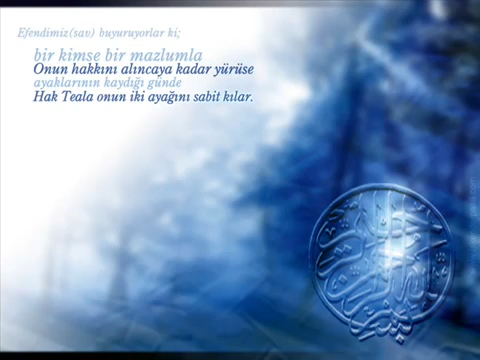 Efendimiz(sav) buyuruyorlar ki;
bir kimse bir mazlumla
Onun hakkını alıncaya kadar yürüse
ayaklarının kaydığı günde
Hak Teala onun iki ayağını sabit kılar.